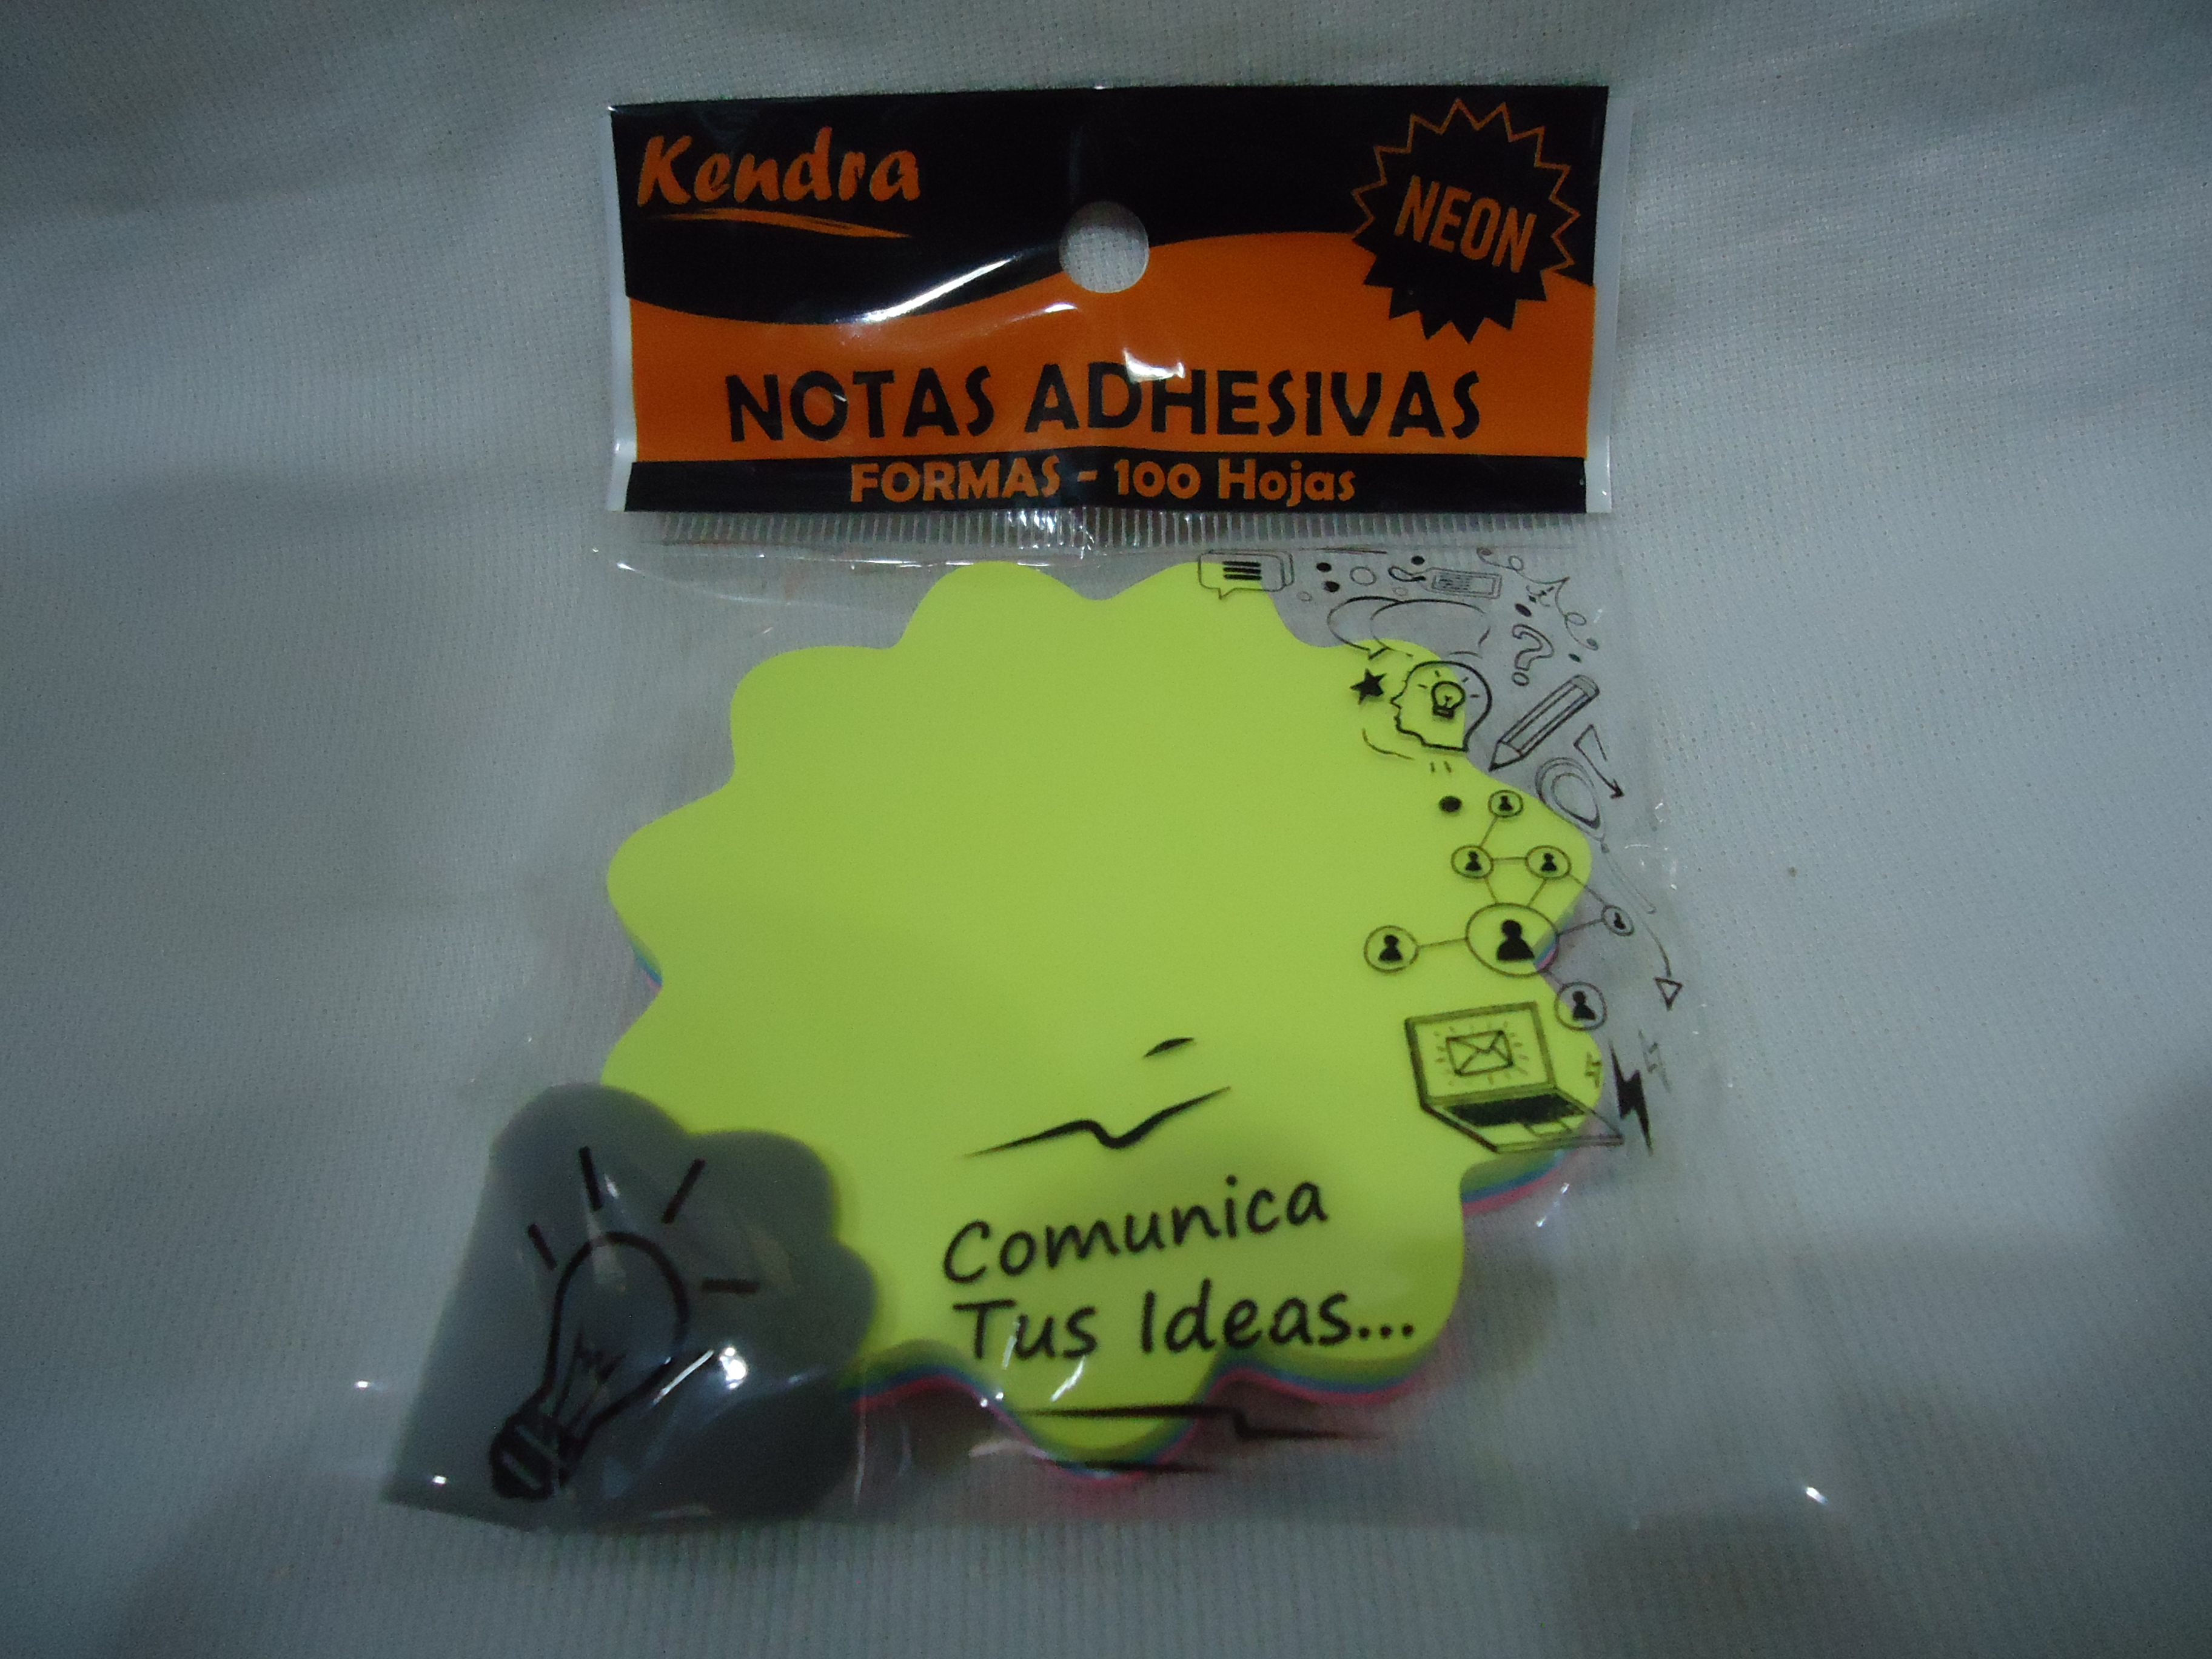 Kendra
NEON
NOTAS ADHESIVAS
FORMAS - 100 Hojas
Comunica
Tus Ideas...